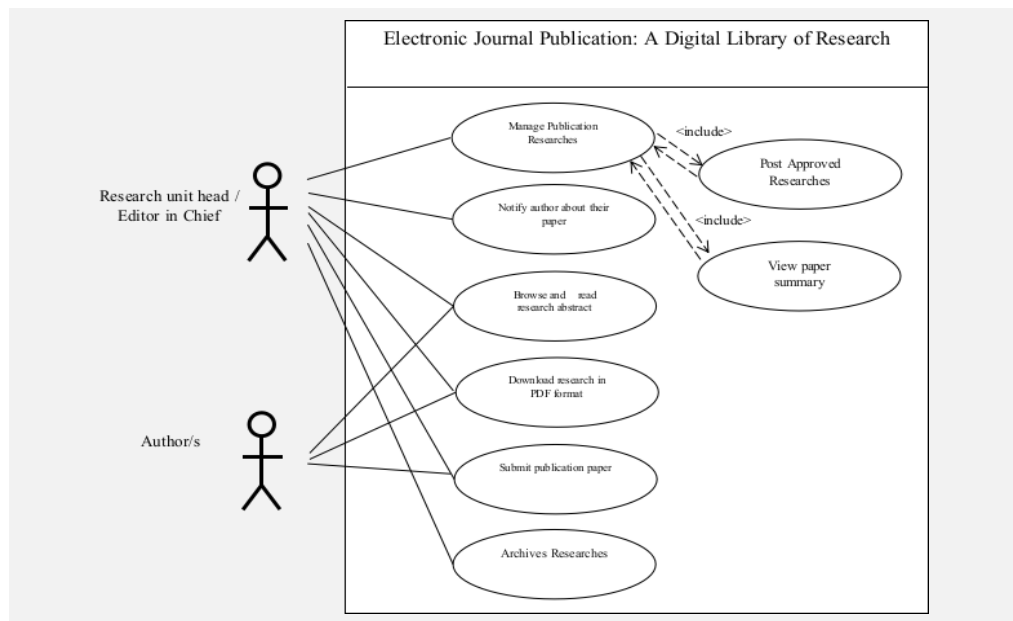 Electronic Journal Publication: A Digital Library of Research
Manage Publication
Researches
<include>
Post Approved
Researches
Research unit head /
Editor in Chief
Notify author about their
paper
<include>
View paper
summary
Browse and read
research abstract
Download research in
PDF format
Author/s
Submit publication paper
Archives Researches